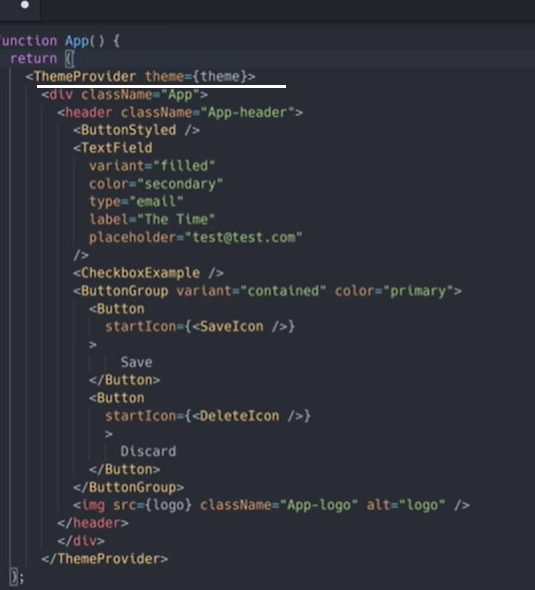 function App() {
return (
<ThemeProvider theme={theme}>
<div className="App">
<header className="App-header">
<ButtonStyled />
<TextField
variant="filled"
color="secondary"
type="email"
label="The Time"
placeholder="test@test.com"
/>
<CheckboxExample />
<ButtonGroup variant="contained" color="primary">
<Button
startIcon={<SaveIcon />}
>
Save
</Button>
<Button
startIcon={<DeleteIcon />}
>
Discard
</Button>
</ButtonGroup>
<img src={logo} className="App-logo" alt="logo" />
</header>
</div>
</ThemeProvider>
);